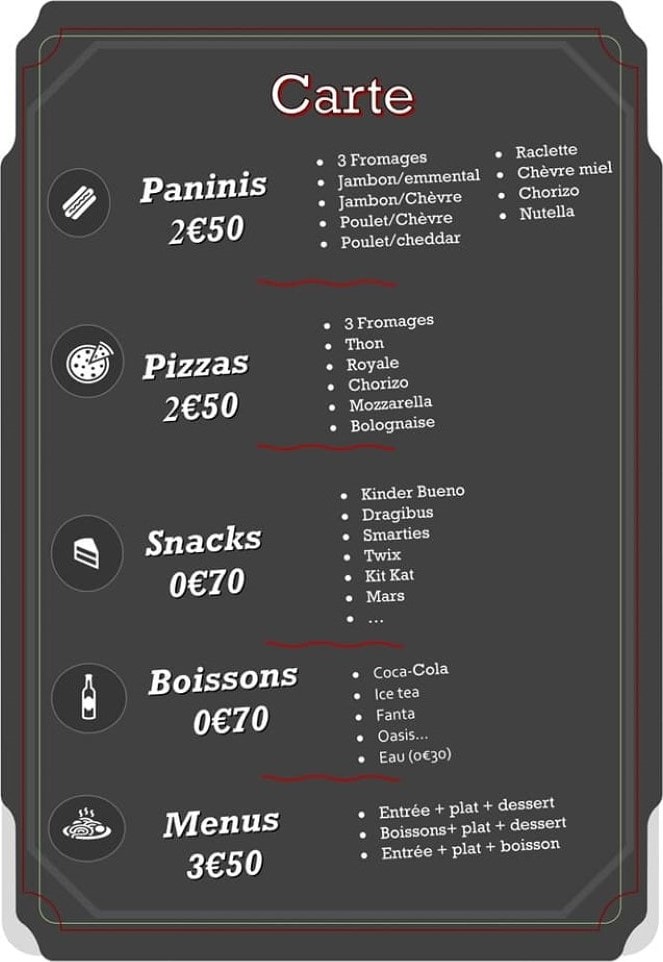 Carte
Paninis
2€50
• 3 Fromages
• Jambon/emmental
• Jambon/Chèvre
• Poulet/Chèvre
• Poulet/cheddar
• Raclette
• Chèvre miel
• Chorizo
• Nutella
Pizzas
2€50
• 3 Fromages
• Thon
• Royale
• Chorizo
• Mozzarella
• Bolognaise
Snacks
0€70
• Kinder Bueno
• Dragibus
• Smarties
• Twix
• Kit Kat
• Mars
• ...
Boissons
0€70
• Coca-Cola
• Ice tea
• Fanta
• Oasis...
• Eau (0€30)
Menus
3€50
• Entrée + plat + dessert
• Boissons+ plat + dessert
• Entrée + plat + boisson